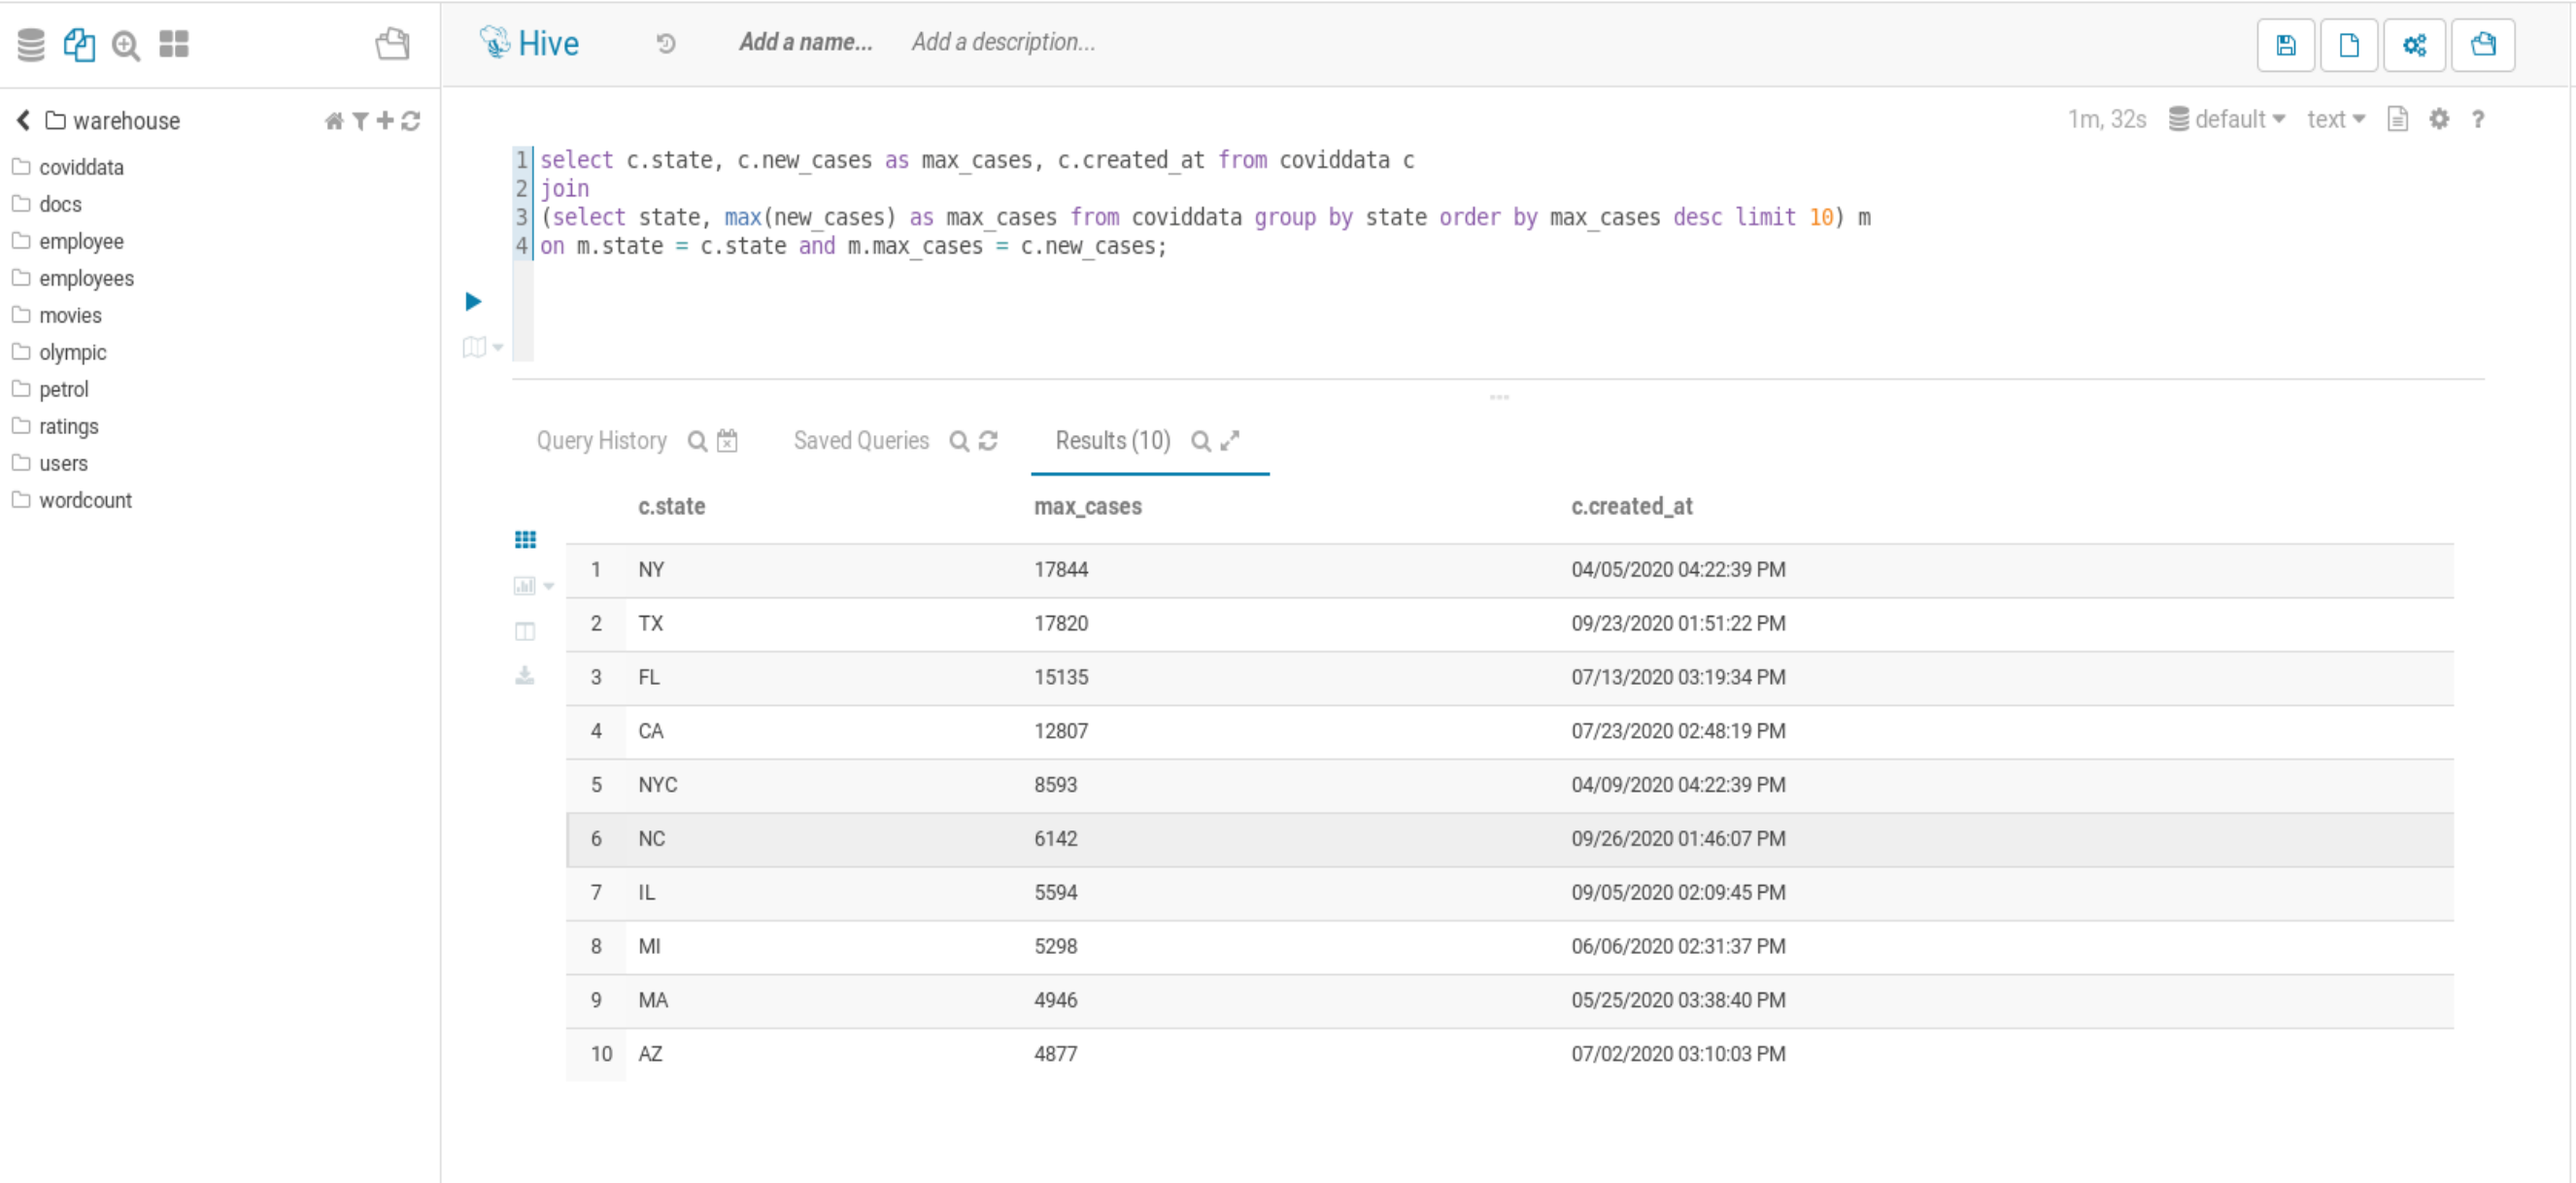 Hive Add a name... Add a description...
warehouse
coviddata
docs
employee
employees
movies
olympic
petrol
ratings
users
wordcount
1m, 32s default text ?
1 select c.state, c.new_cases as max_cases, c.created_at from coviddata c
2 join
3 (select state, max(new_cases) as max_cases from coviddata group by state order by max_cases desc limit 10) m
4 on m.state = c.state and m.max_cases = c.new_cases;
Query History Saved Queries Results (10)
c.state max_cases c.created_at
1 NY 17844 04/05/2020 04:22:39 PM
2 TX 17820 09/23/2020 01:51:22 PM
3 FL 15135 07/13/2020 03:19:34 PM
4 CA 12807 07/23/2020 02:48:19 PM
5 NYC 8593 04/09/2020 04:22:39 PM
6 NC 6142 09/26/2020 01:46:07 PM
7 IL 5594 09/05/2020 02:09:45 PM
8 MI 5298 06/06/2020 02:31:37 PM
9 MA 4946 05/25/2020 03:38:40 PM
10 AZ 4877 07/02/2020 03:10:03 PM